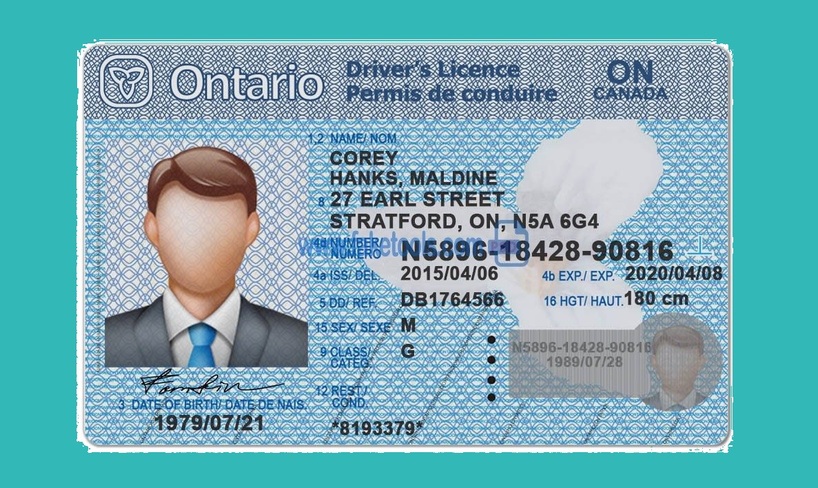 Ontario
Driver's Licence
Permis de conduire
ON
CANADA
1,2 NAME/ NOM
COREY
HANKS, MALDINE
8 27 EARL STREET
STRATFORD, ON, N5A 6G4
4d NUMBER/
NUMÉRO
N5896-18428-90816
4a ISS/ DÉL. 2015/04/06 4b EXP./ EXP. 2020/04/08
5 DD/ REF. DB1764566 16 HGT/ HAUT. 180 cm
15 SEX/ SEXE M
9 CLASS/
CATEG. G
12 REST./
COND.
*8193379*
3 DATE OF BIRTH/ DATE DE NAIS.
1979/07/21
N5896-18428-90816
1989/07/28